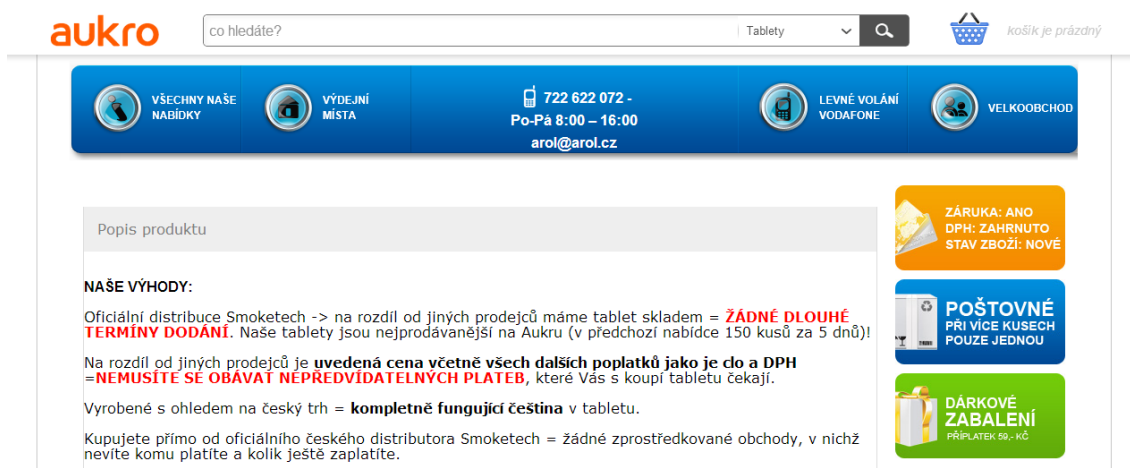 aukro
co hledáte?
Tablety
košík je prázdný
VŠECHNY NAŠE
NABÍDKY
VÝDEJNÍ
MÍSTA
722 622 072 -
Po-Pá 8:00 – 16:00
arol@arol.cz
LEVNÉ VOLÁNÍ
VODAFONE
VELKOOBCHOD
Popis produktu
NAŠE VÝHODY:
Oficiální distribuce Smoketech -> na rozdíl od jiných prodejců máme tablet skladem = ŽÁDNÉ DLOUHÉ
TERMÍNY DODÁNÍ. Naše tablety jsou nejprodávanější na Aukru (v předchozí nabídce 150 kusů za 5 dnů)!
Na rozdíl od jiných prodejců je uvedená cena včetně všech dalších poplatků jako je clo a DPH
=NEMUSÍTE SE OBÁVAT NEPŘEDVÍDATELNÝCH PLATEB, které Vás s koupí tabletu čekají.
Vyrobené s ohledem na český trh = kompletně fungující čeština v tabletu.
Kupujete přímo od oficiálního českého distributora Smoketech = žádné zprostředkované obchody, v nichž
nevíte komu platíte a kolik ještě zaplatíte.
ZÁRUKA: ANO
DPH: ZAHRNUTO
STAV ZBOŽÍ: NOVÉ
POŠTOVNÉ
PŘI VÍCE KUSECH
POUZE JEDNOU
DÁRKOVÉ
ZABALENÍ
PŘÍPLATEK 59,- KČ